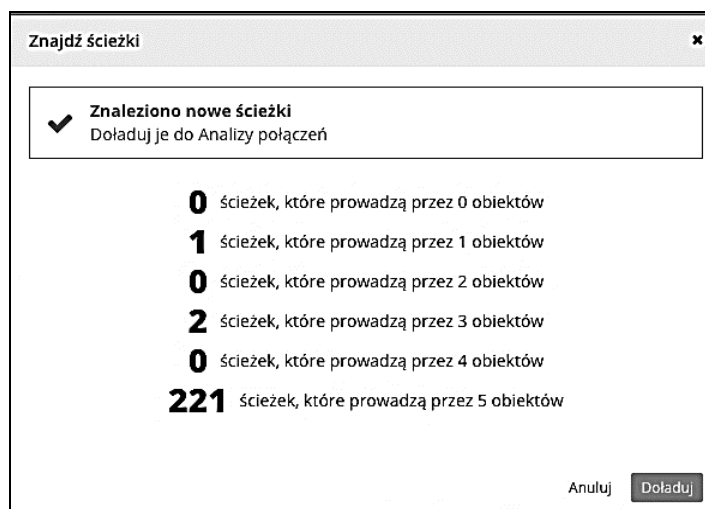 Znajdź ścieżki
Znaleziono nowe ścieżki
Doładuj je do Analizy połączeń
0 ścieżek, które prowadzą przez 0 obiektów
1 ścieżek, które prowadzą przez 1 obiektów
0 ścieżek, które prowadzą przez 2 obiektów
2 ścieżek, które prowadzą przez 3 obiektów
0 ścieżek, które prowadzą przez 4 obiektów
221 ścieżek, które prowadzą przez 5 obiektów
Anuluj Doładuj